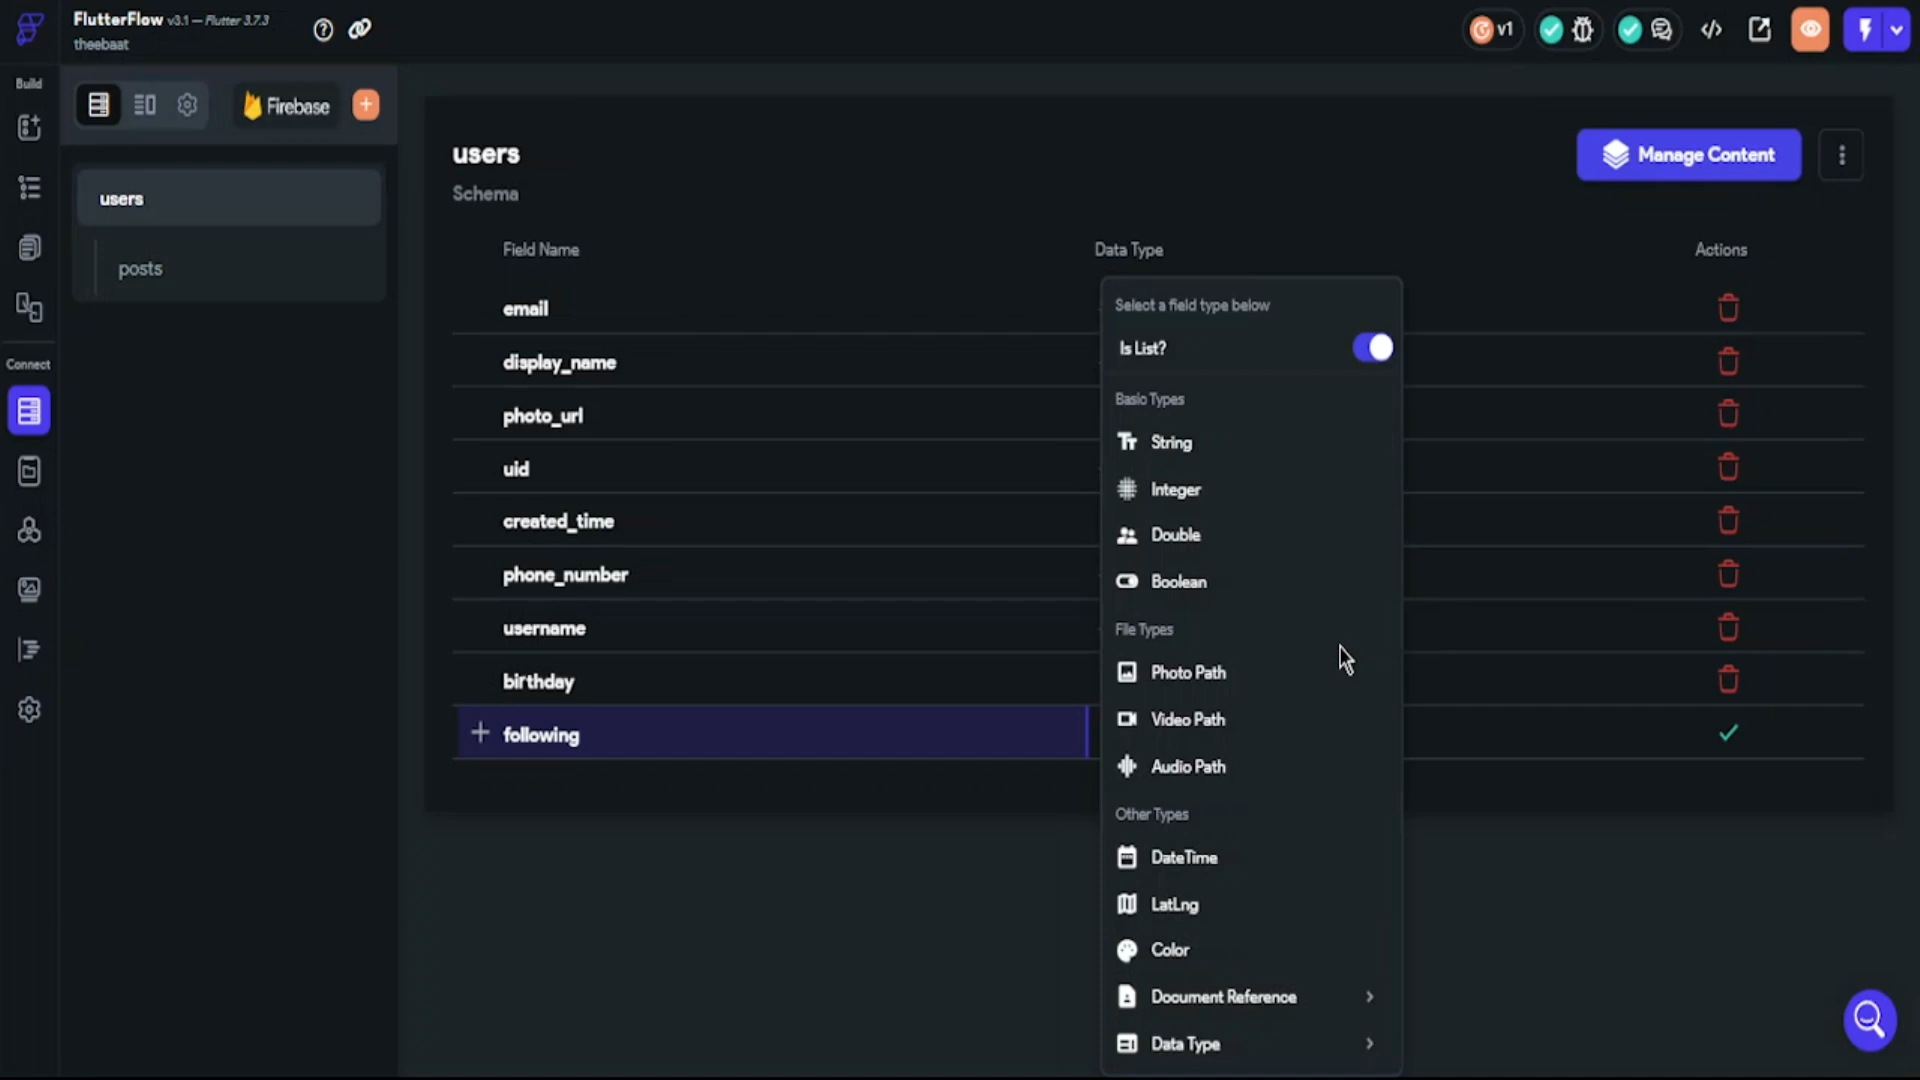 FlutterFlow v3.1 — Flutter 3.7.3
theebaat
v1
Build
Firebase
users
Manage Content
Schema
users
posts
Field Name Data Type Actions
email
Select a field type below
Is List?
display_name
Basic Types
photo_url
String
uid
Integer
created_time
Double
phone_number
Boolean
username
File Types
birthday
Photo Path
Video Path
following
Audio Path
Other Types
DateTime
LatLng
Color
Document Reference
Data Type
Connect